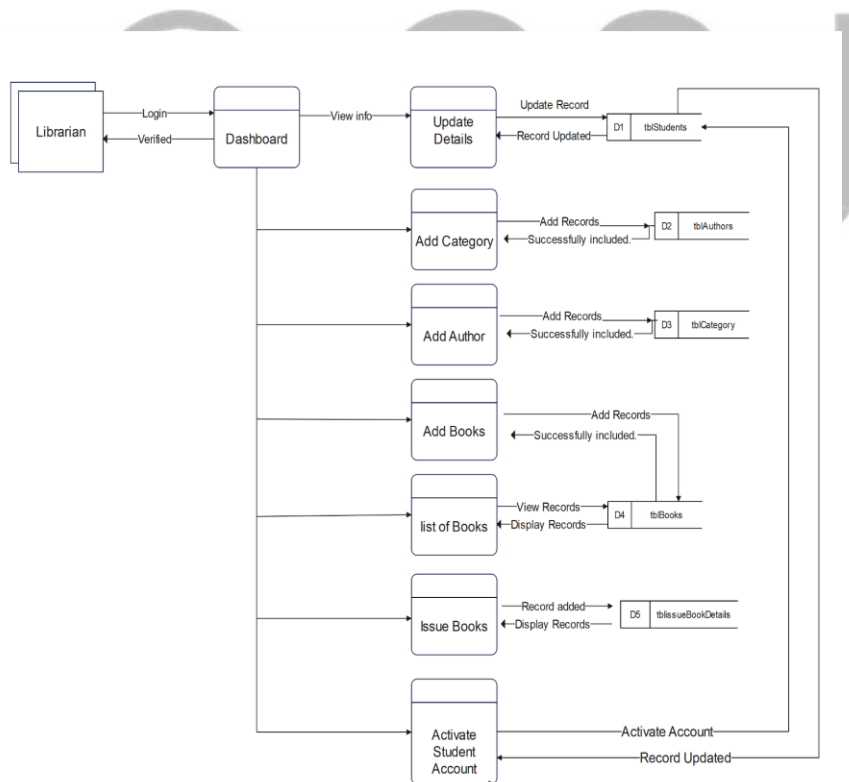 Librarian
Login
Verified
Dashboard
View info
Update
Details
Update Record
Record Updated
D1 tblStudents
Add Category
Add Records
Successfully included.
D2 tblAuthors
Add Author
Add Records
Successfully included.
D3 tblCategory
Add Books
Add Records
Successfully included.
list of Books
View Records
Display Records
D4 tblBooks
Issue Books
Record added
Display Records
D5 tblissueBookDetails
Activate
Student
Account
Activate Account
Record Updated